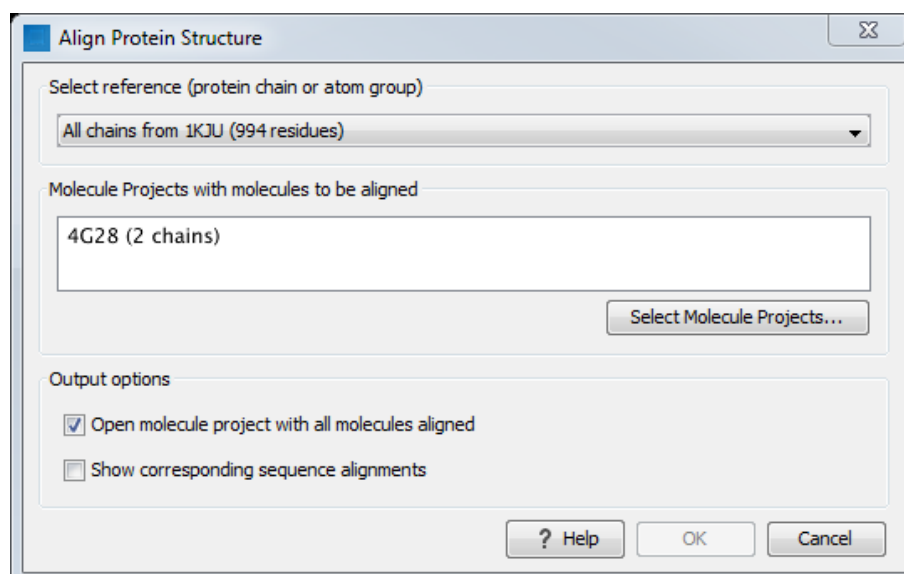 Align Protein Structure
Select reference (protein chain or atom group)
All chains from 1KJU (994 residues)
Molecule Projects with molecules to be aligned
4G28 (2 chains)
Select Molecule Projects...
Output options
Open molecule project with all molecules aligned
Show corresponding sequence alignments
? Help
OK
Cancel